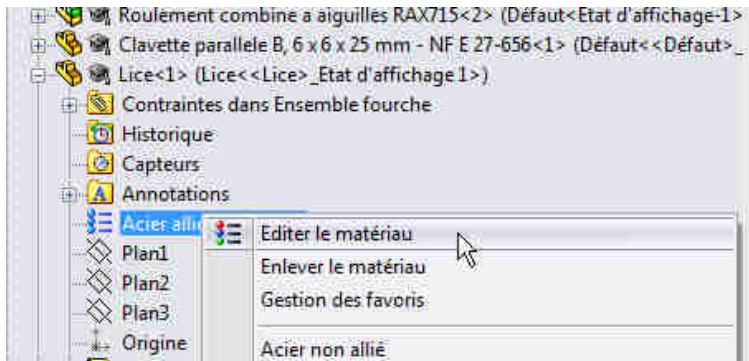 Roulement combine a aiguilles RAX715<2> (Défaut<Etat d'affichage-1>
Clavette parallele B, 6 x 6 x 25 mm - NF E 27-656<1> (Défaut<<Défaut>_
Lice<1> (Lice<<Lice>_Etat d'affichage 1>)
Contraintes dans Ensemble fourche
Historique
Capteurs
A Annotations
Acier allié
Editer le matériau
Plan1
Enlever le matériau
Plan2
Gestion des favoris
Plan3
Origine
Acier non allié